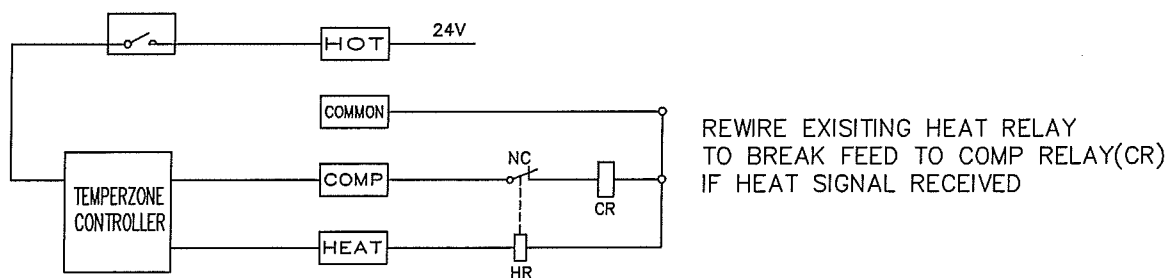 24V
HOT
COMMON
REWIRE EXISITING HEAT RELAY
TO BREAK FEED TO COMP RELAY(CR)
IF HEAT SIGNAL RECEIVED
NC
COMP
CR
TEMPERZONE
CONTROLLER
HEAT
HR